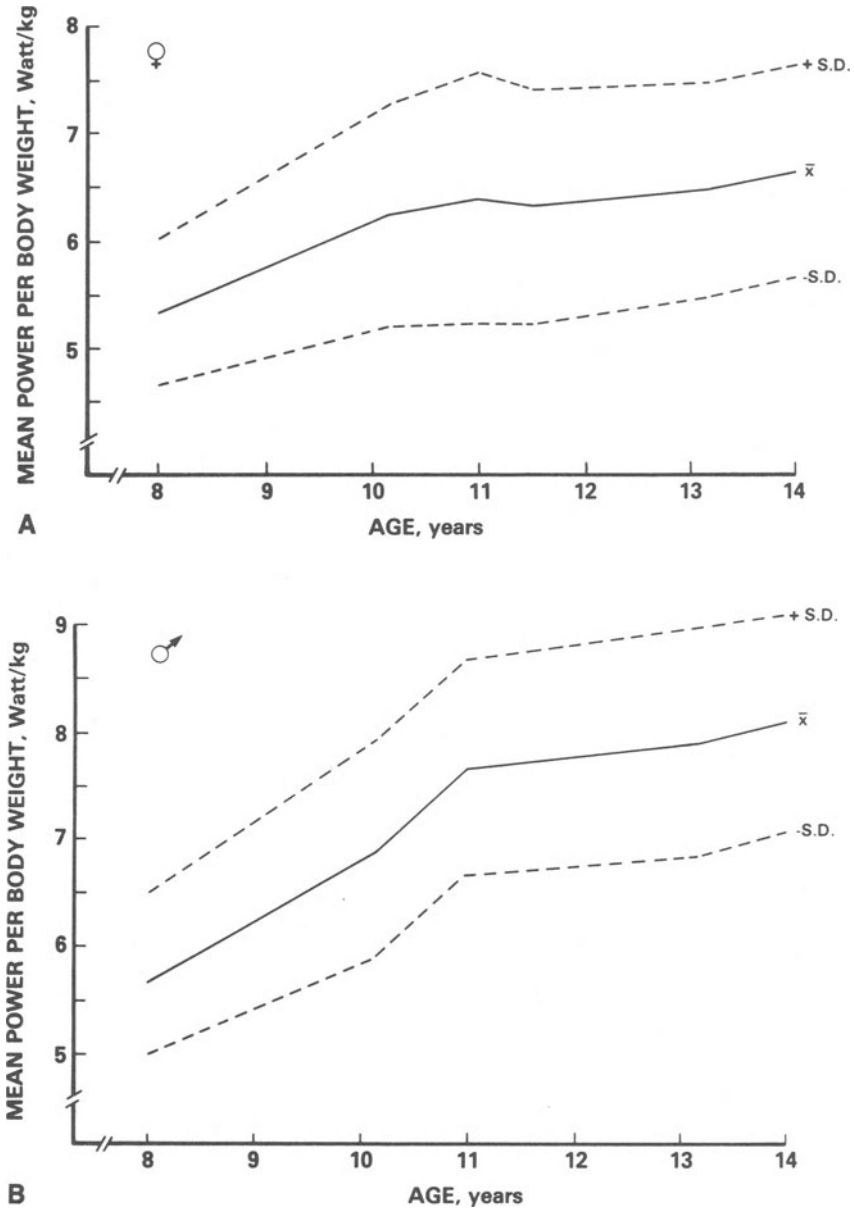 8
♀
+ S.D.
7
x̄
6
-S.D.
5
MEAN POWER PER BODY WEIGHT, Watt/kg
8 9 10 11 12 13 14
A
AGE, years
9
+ S.D.
♂
8
x̄
7
-S.D.
6
5
MEAN POWER PER BODY WEIGHT, Watt/kg
8 9 10 11 12 13 14
B
AGE, years